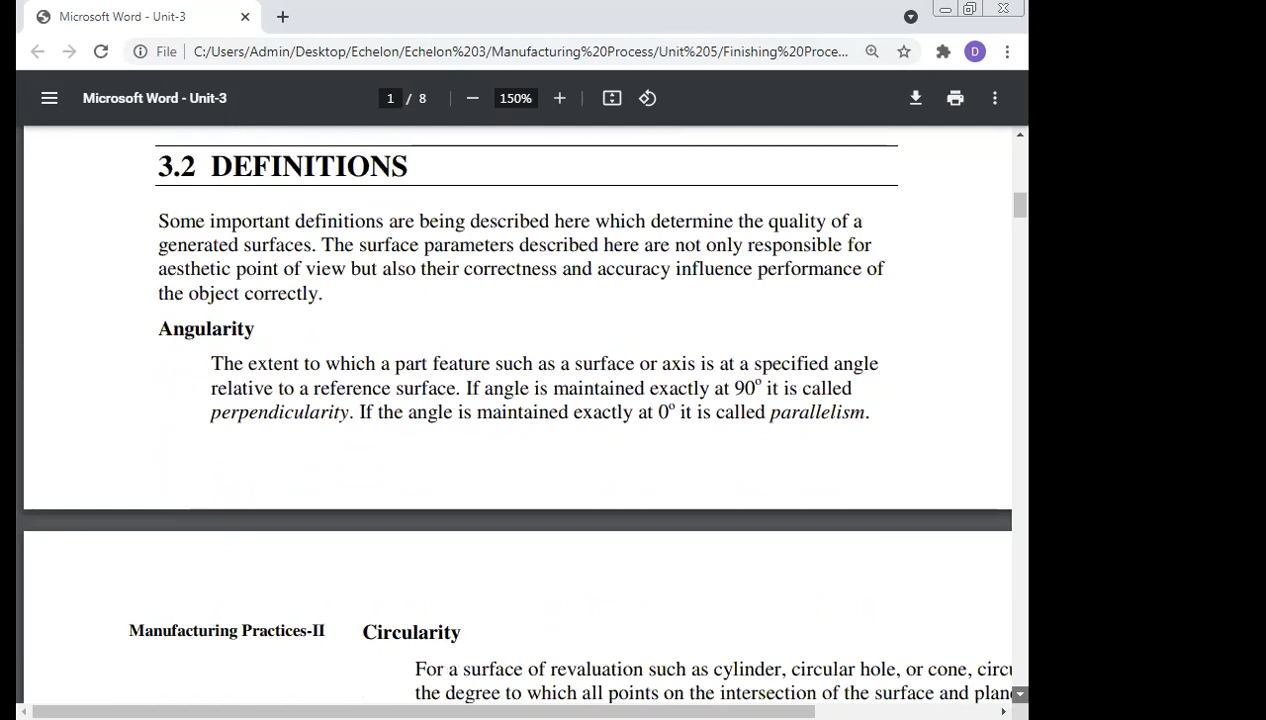 Microsoft Word - Unit-3
File C:/Users/Admin/Desktop/Echelon/Echelon%203/Manufacturing%20Process/Unit%205/Finishing%20Proce... D
Microsoft Word - Unit-3 1 / 8 150%
3.2 DEFINITIONS
Some important definitions are being described here which determine the quality of a
generated surfaces. The surface parameters described here are not only responsible for
aesthetic point of view but also their correctness and accuracy influence performance of
the object correctly.
Angularity
The extent to which a part feature such as a surface or axis is at a specified angle
relative to a reference surface. If angle is maintained exactly at 90° it is called
perpendicularity. If the angle is maintained exactly at 0° it is called parallelism.
Manufacturing Practices-II Circularity
For a surface of revaluation such as cylinder, circular hole, or cone, circu
the degree to which all points on the intersection of the surface and plan